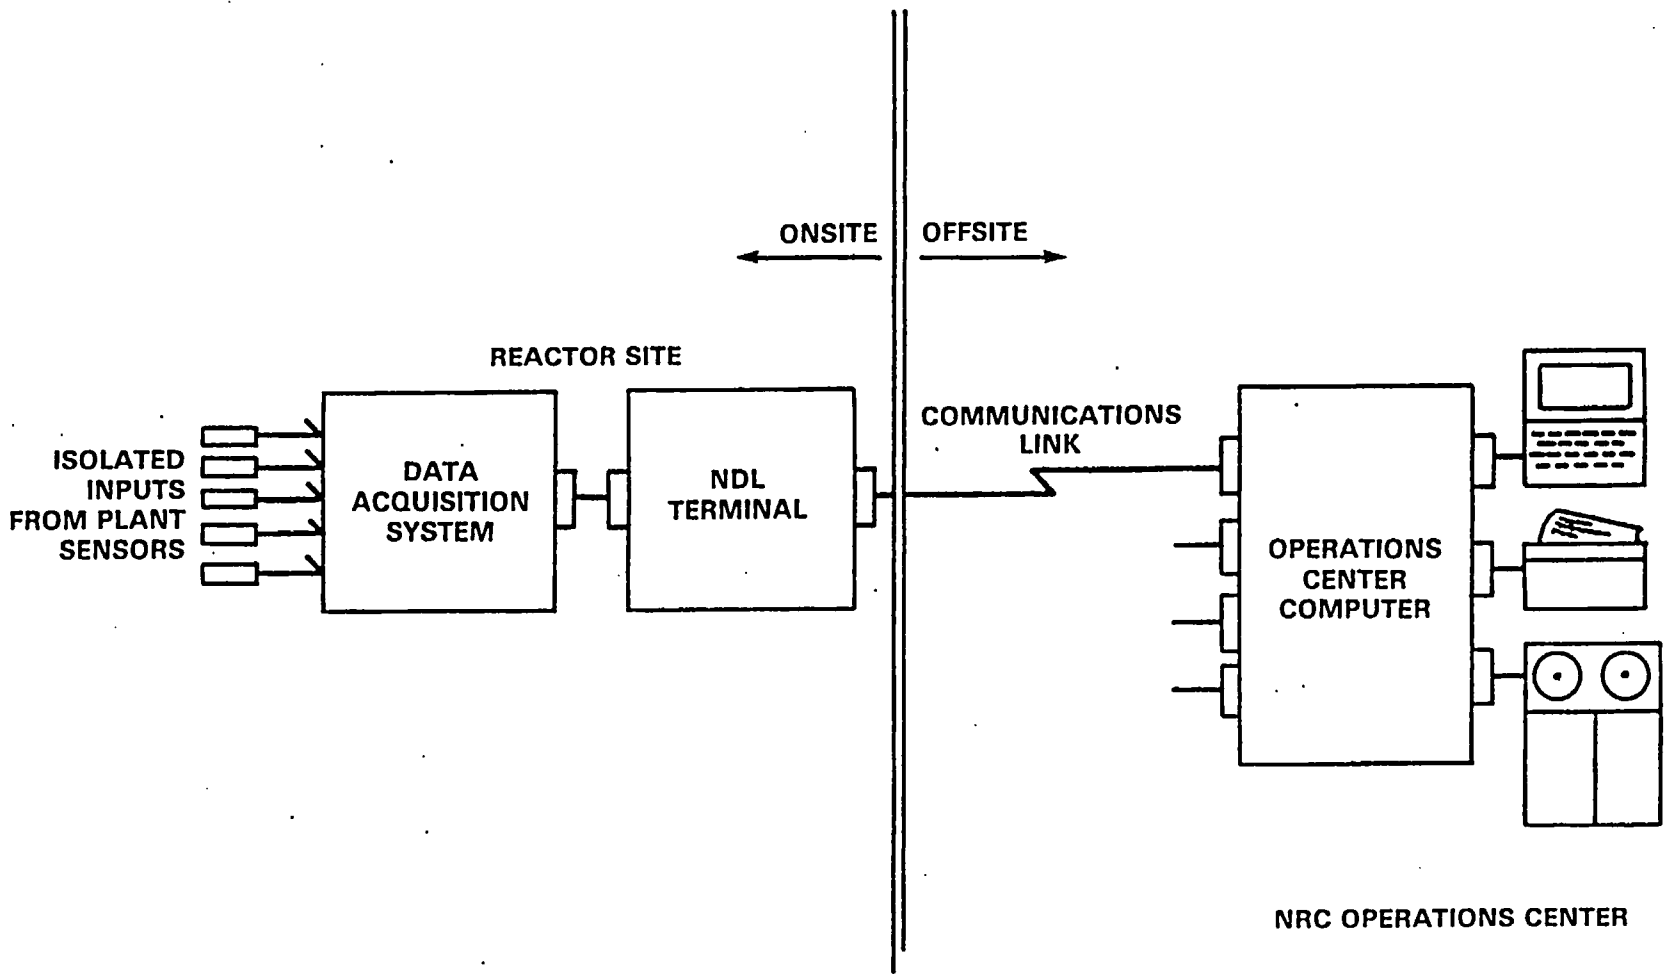 ONSITE
OFFSITE
REACTOR SITE
ISOLATED
INPUTS
FROM PLANT
SENSORS
DATA
ACQUISITION
SYSTEM
NDL
TERMINAL
COMMUNICATIONS
LINK
OPERATIONS
CENTER
COMPUTER
NRC OPERATIONS CENTER